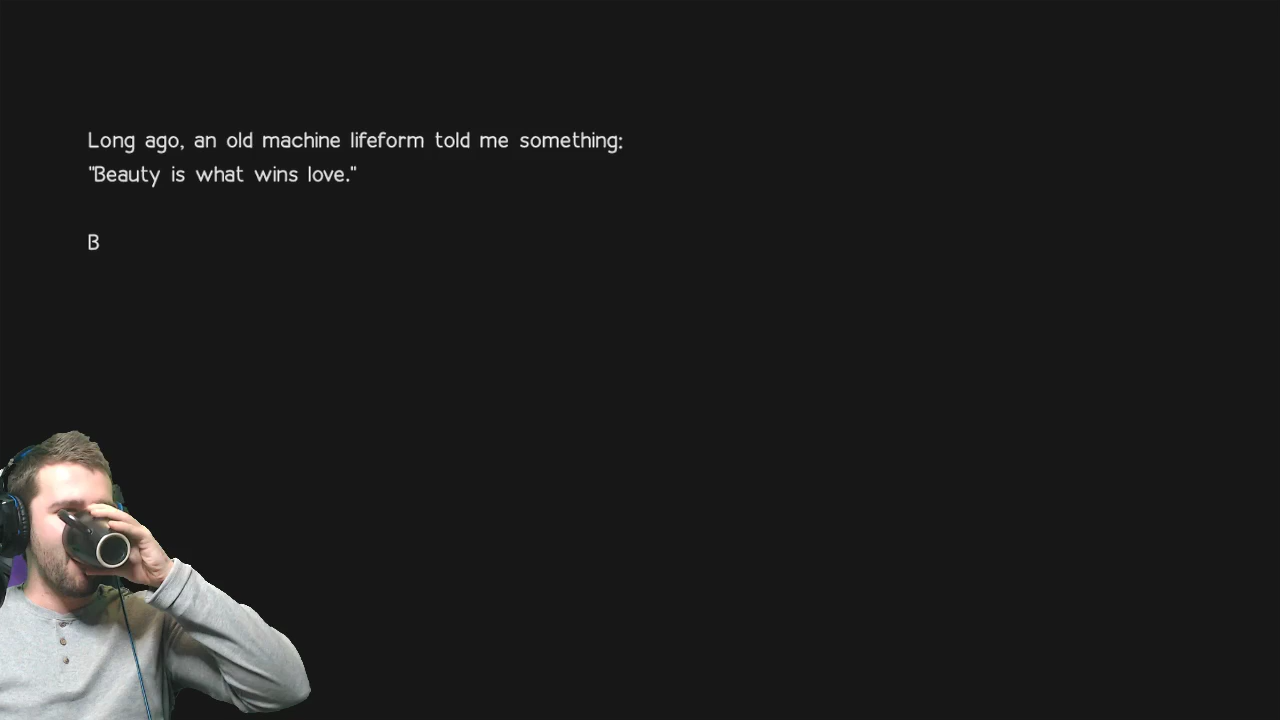 Long ago, an old machine lifeform told me something:
"Beauty is what wins love."
B